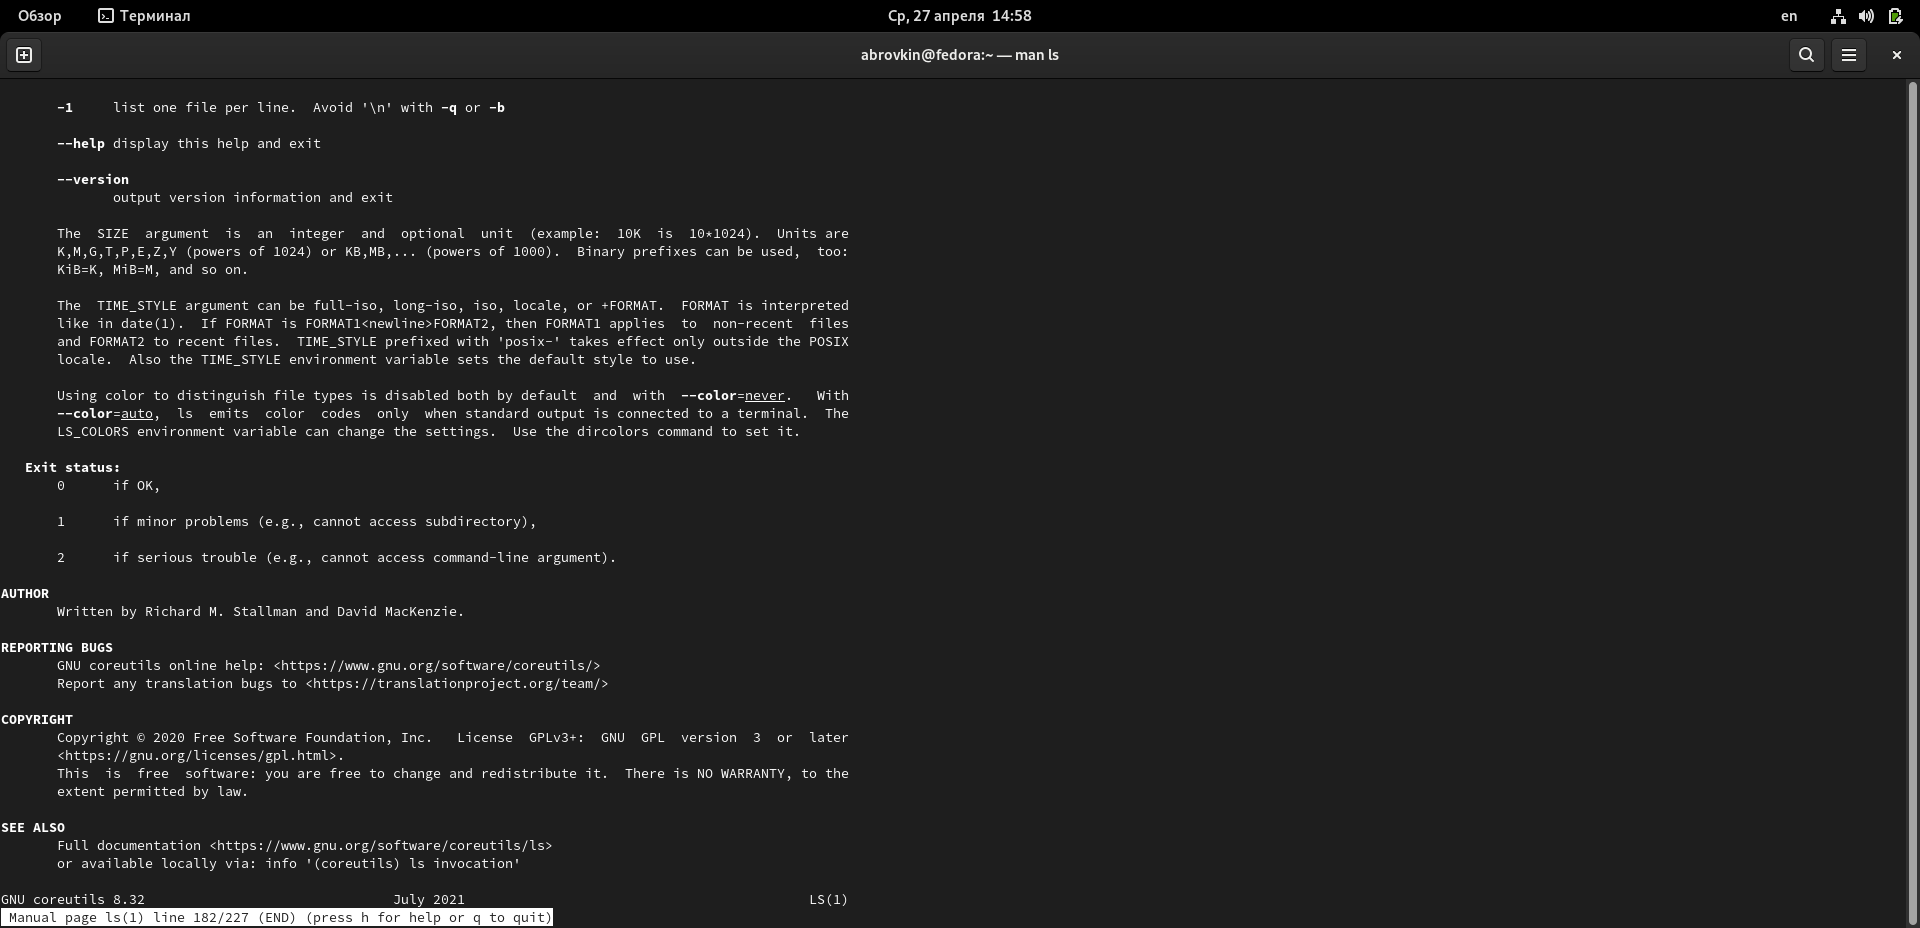 Обзор Терминал Ср, 27 апреля 14:58 en
abrovkin@fedora:~ — man ls
-1 list one file per line. Avoid '\n' with -q or -b
--help display this help and exit
--version
output version information and exit
The SIZE argument is an integer and optional unit (example: 10K is 10*1024). Units are
K,M,G,T,P,E,Z,Y (powers of 1024) or KB,MB,... (powers of 1000). Binary prefixes can be used, too:
KiB=K, MiB=M, and so on.
The TIME_STYLE argument can be full-iso, long-iso, iso, locale, or +FORMAT. FORMAT is interpreted
like in date(1). If FORMAT is FORMAT1<newline>FORMAT2, then FORMAT1 applies to non-recent files
and FORMAT2 to recent files. TIME_STYLE prefixed with 'posix-' takes effect only outside the POSIX
locale. Also the TIME_STYLE environment variable sets the default style to use.
Using color to distinguish file types is disabled both by default and with --color=never. With
--color=auto, ls emits color codes only when standard output is connected to a terminal. The
LS_COLORS environment variable can change the settings. Use the dircolors command to set it.
Exit status:
0 if OK,
1 if minor problems (e.g., cannot access subdirectory),
2 if serious trouble (e.g., cannot access command-line argument).
AUTHOR
Written by Richard M. Stallman and David MacKenzie.
REPORTING BUGS
GNU coreutils online help: <https://www.gnu.org/software/coreutils/>
Report any translation bugs to <https://translationproject.org/team/>
COPYRIGHT
Copyright © 2020 Free Software Foundation, Inc. License GPLv3+: GNU GPL version 3 or later
<https://gnu.org/licenses/gpl.html>.
This is free software: you are free to change and redistribute it. There is NO WARRANTY, to the
extent permitted by law.
SEE ALSO
Full documentation <https://www.gnu.org/software/coreutils/ls>
or available locally via: info '(coreutils) ls invocation'
GNU coreutils 8.32 July 2021 LS(1)
Manual page ls(1) line 182/227 (END) (press h for help or q to quit)